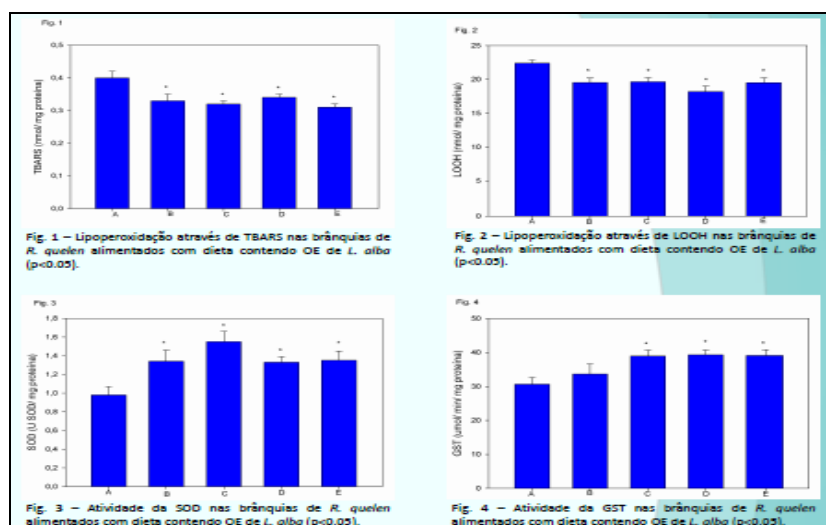 Fig. 1
0,5
0,4
0,3
0,2
0,1
0,0
TBARS (nmol/ mg proteína)
* * * *
A B C D E
Fig. 1 – Lipoperoxidação através de TBARS nas brânquias de
R. quelen alimentados com dieta contendo OE de L. alba
(p<0.05).
Fig. 2
25
20
15
10
5
0
LOOH (nmol/ mg proteína)
* * * *
A B C D E
Fig. 2 – Lipoperoxidação através de LOOH nas brânquias de
R. quelen alimentados com dieta contendo OE de L. alba
(p<0.05).
Fig. 3
1,8
1,6
1,4
1,2
1,0
0,8
0,6
0,4
0,2
0,0
SOD (U SOD/ mg proteína)
* * * *
A B C D E
Fig. 3 – Atividade da SOD nas brânquias de R. quelen
alimentados com dieta contendo OE de L. alba (p<0.05).
Fig. 4
50
40
30
20
10
0
GST (umol/ min/ mg proteína)
* * *
A B C D E
Fig. 4 – Atividade da GST nas brânquias de R. quelen
alimentados com dieta contendo OE de L. alba (p<0.05).